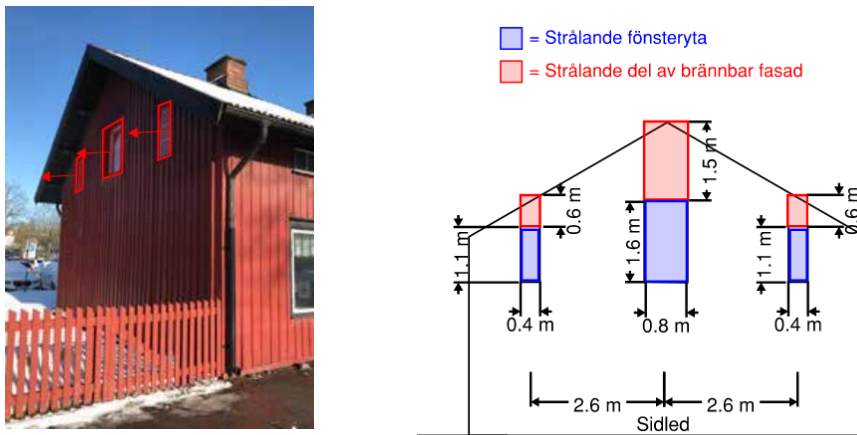 = Strålande fönsteryta
= Strålande del av brännbar fasad
1.5 m
0.6 m
0.6 m
1.1 m
1.6 m
1.1 m
0.4 m
0.8 m
0.4 m
2.6 m
2.6 m
Sidled